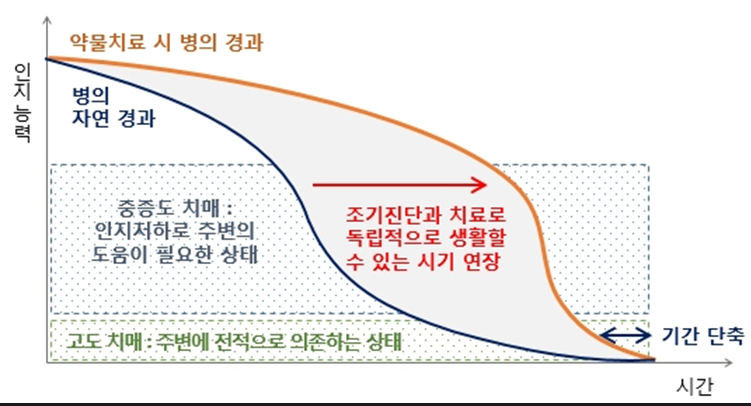 약물치료 시 병의 경과
인지능력
병의
자연 경과
중증도 치매 :
인지저하로 주변의
도움이 필요한 상태
조기진단과 치료로
독립적으로 생활할
수 있는 시기 연장
고도 치매 : 주변에 전적으로 의존하는 상태
기간 단축
시간